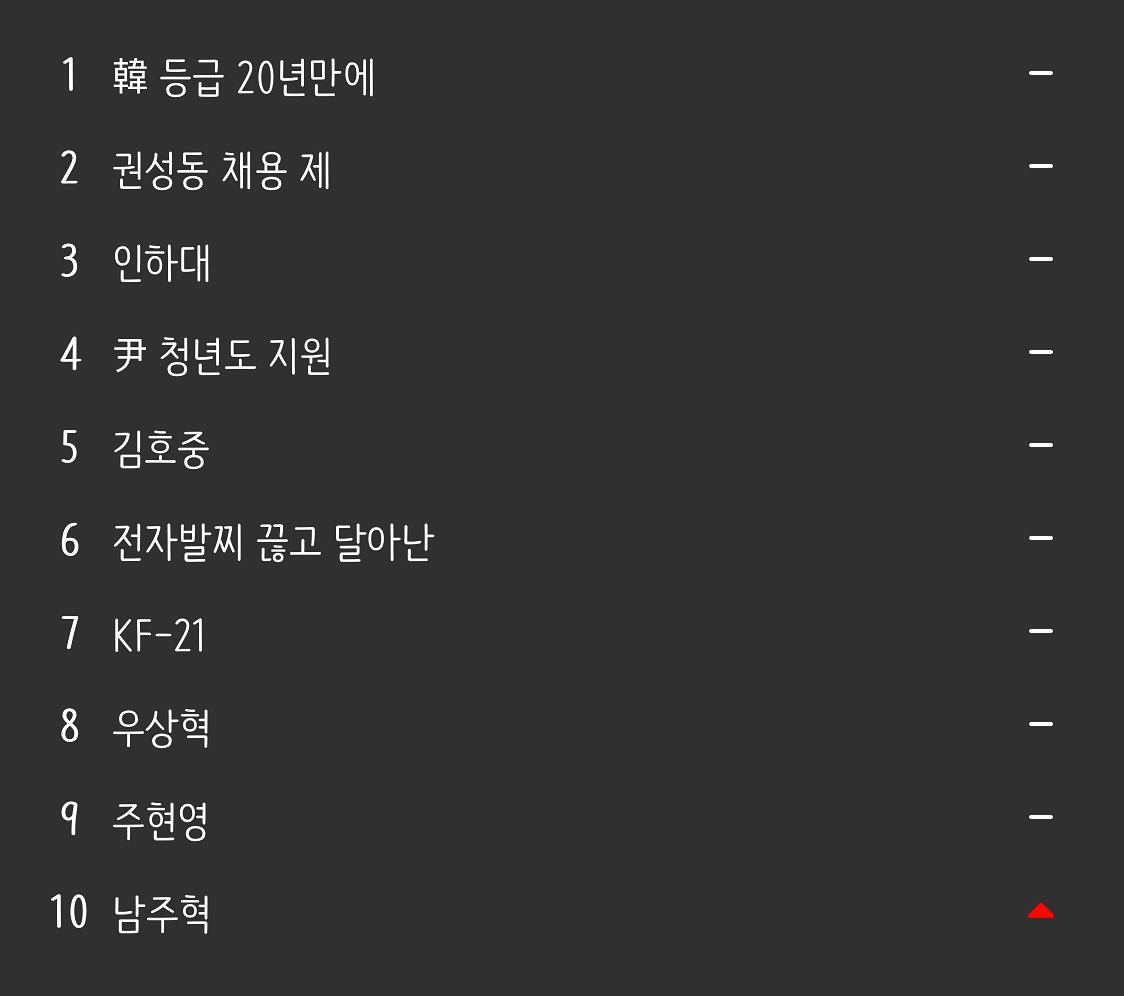 1 韓 등급 20년만에 –
2 권성동 채용 제 –
3 인하대 –
4 尹 청년도 지원 –
5 김호중 –
6 전자발찌 끊고 달아난 –
7 KF-21 –
8 우상혁 –
9 주현영 –
10 남주혁 ▲